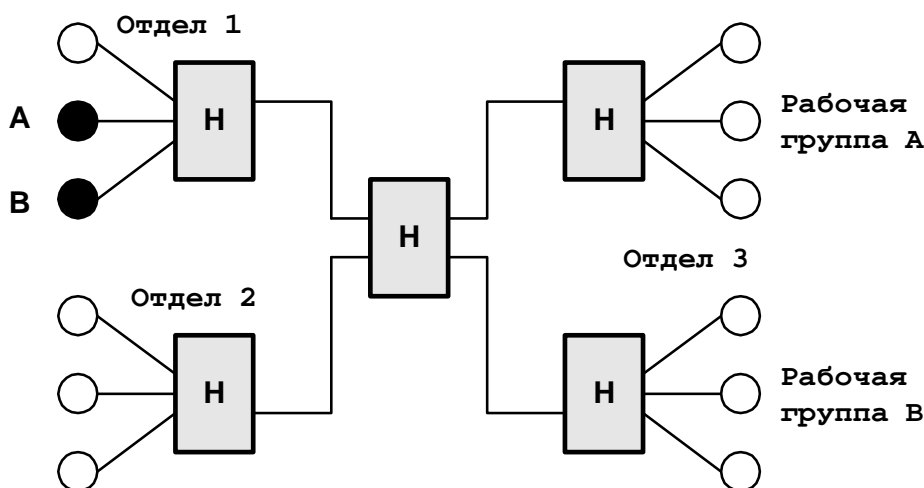 Отдел 1
H
H
A
B
Рабочая
группа А
H
Отдел 3
Отдел 2
H
H
Рабочая
группа В